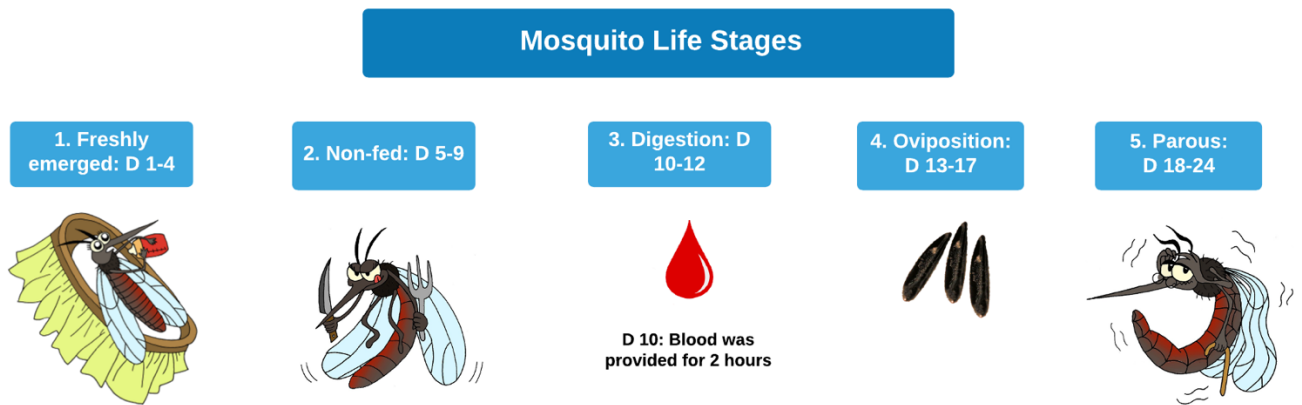 Mosquito Life Stages
1. Freshly
emerged: D 1-4
2. Non-fed: D 5-9
3. Digestion: D
10-12
4. Oviposition:
D 13-17
5. Parous:
D 18-24
D 10: Blood was
provided for 2 hours